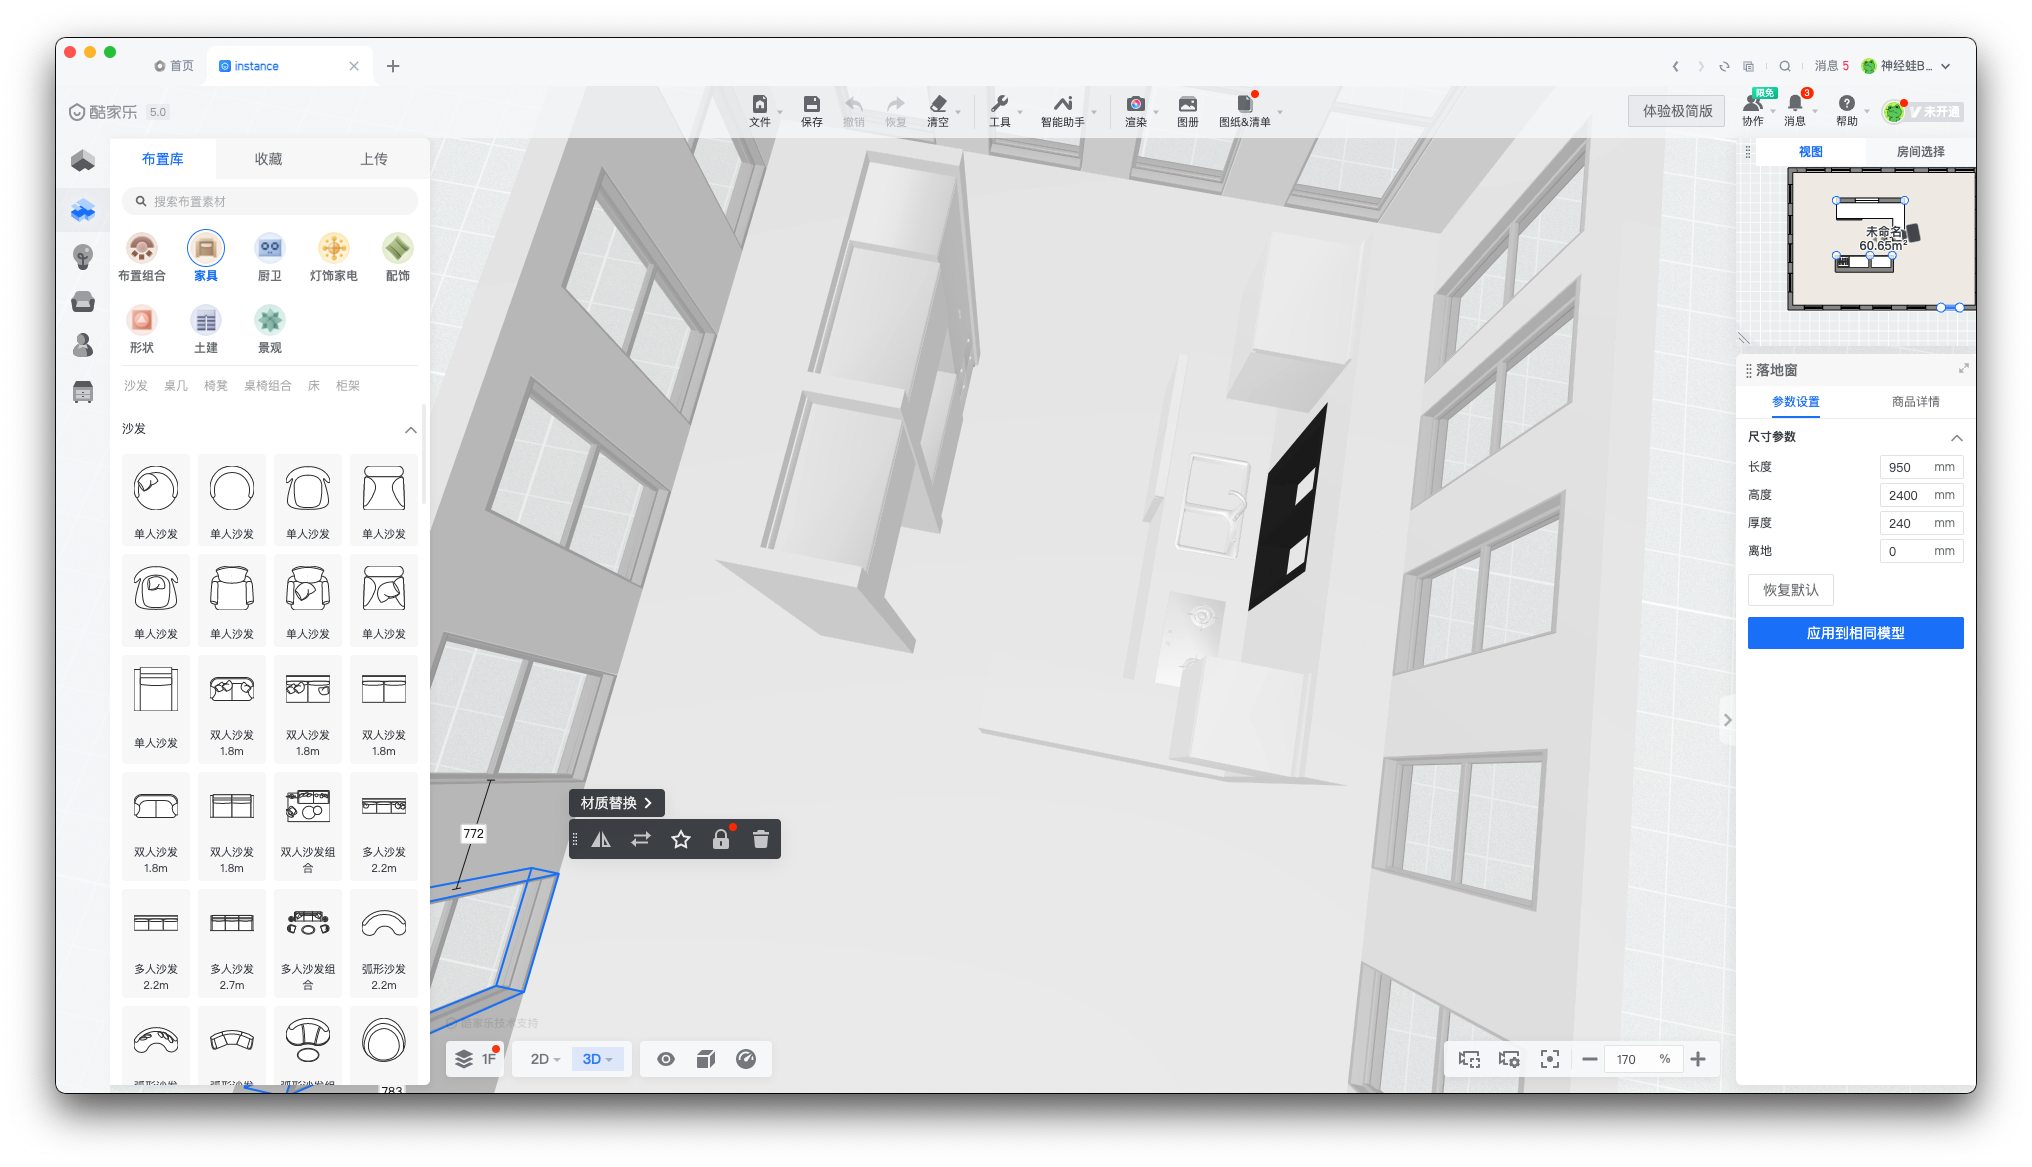 首页
instance
消息 5
神经蛙B...
酷家乐 5.0
文件
保存
撤销
恢复
清空
工具
智能助手
渲染
图册
图纸&清单
体验极简版
限免
协作
3
消息
帮助
未开通
布置库
收藏
上传
搜索布置素材
布置组合
家具
厨卫
灯饰家电
配饰
形状
土建
景观
沙发
桌几
椅凳
桌椅组合
床
柜架
沙发
单人沙发
单人沙发
单人沙发
单人沙发
单人沙发
单人沙发
单人沙发
单人沙发
单人沙发
双人沙发
1.8m
双人沙发
1.8m
双人沙发
1.8m
双人沙发
1.8m
双人沙发
1.8m
双人沙发组
合
多人沙发
2.2m
多人沙发
2.2m
多人沙发
2.7m
多人沙发组
合
弧形沙发
2.2m
772
783
材质替换
酷家乐技术支持
1F
2D
3D
170 %
视图
房间选择
未命名
60.65m²
落地窗
参数设置
商品详情
尺寸参数
长度 950 mm
高度 2400 mm
厚度 240 mm
离地 0 mm
恢复默认
应用到相同模型